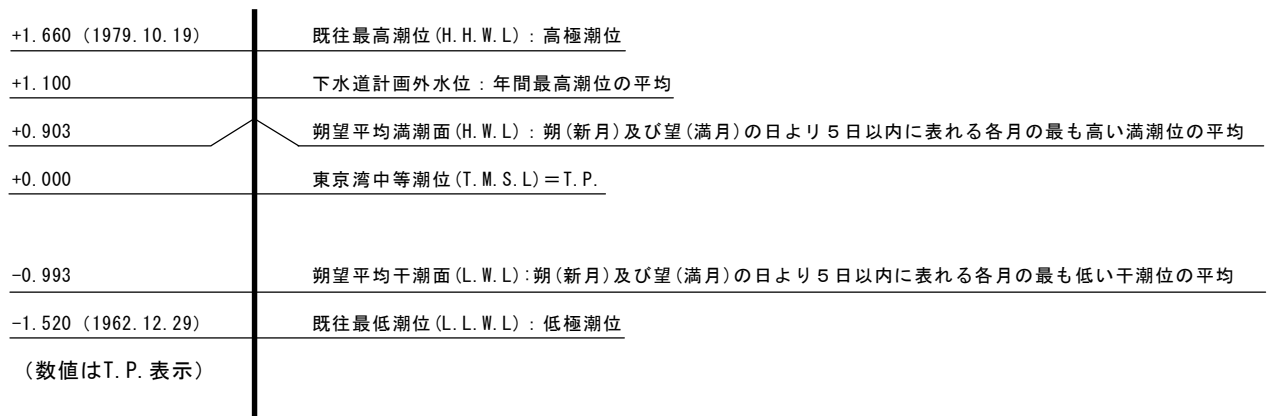 +1.660 (1979.10.19) 既往最高潮位(H.H.W.L)：高極潮位
+1.100 下水道計画外水位：年間最高潮位の平均
+0.903 朔望平均満潮面(H.W.L)：朔(新月)及び望(満月)の日より５日以内に表れる各月の最も高い満潮位の平均
+0.000 東京湾中等潮位(T.M.S.L)＝T.P.
-0.993 朔望平均干潮面(L.W.L):朔(新月)及び望(満月)の日より５日以内に表れる各月の最も低い干潮位の平均
-1.520 (1962.12.29) 既往最低潮位(L.L.W.L)：低極潮位
（数値はT.P.表示）